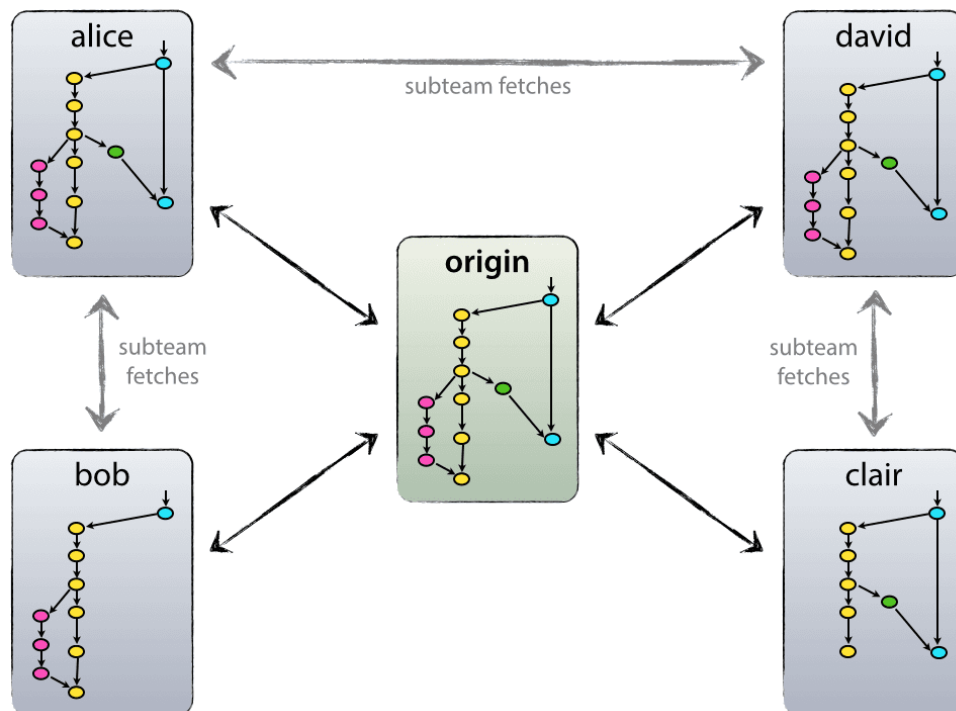 alice
david
subteam fetches
origin
subteam
fetches
subteam
fetches
bob
clair